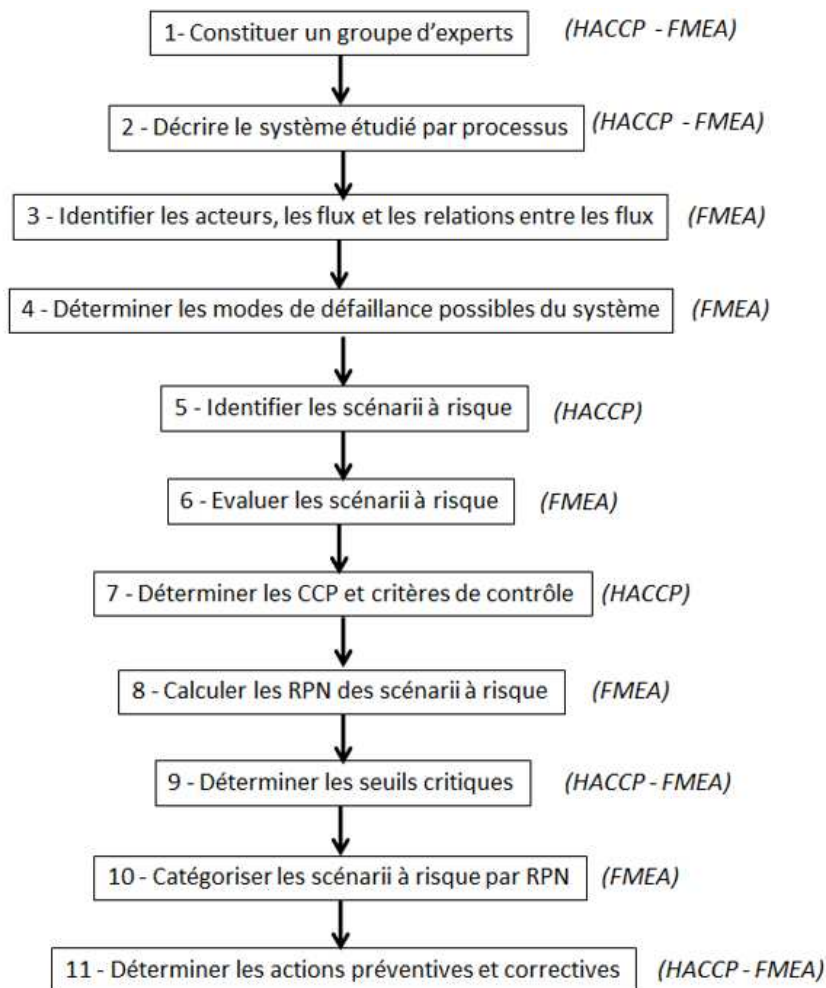 1- Constituer un groupe d'experts (HACCP - FMEA)
2 - Décrire le système étudié par processus (HACCP - FMEA)
3 - Identifier les acteurs, les flux et les relations entre les flux (FMEA)
4 - Déterminer les modes de défaillance possibles du système (FMEA)
5 - Identifier les scénarii à risque (HACCP)
6 - Evaluer les scénarii à risque (FMEA)
7 - Déterminer les CCP et critères de contrôle (HACCP)
8 - Calculer les RPN des scénarii à risque (FMEA)
9 - Déterminer les seuils critiques (HACCP - FMEA)
10 - Catégoriser les scénarii à risque par RPN (FMEA)
11 - Déterminer les actions préventives et correctives (HACCP - FMEA)